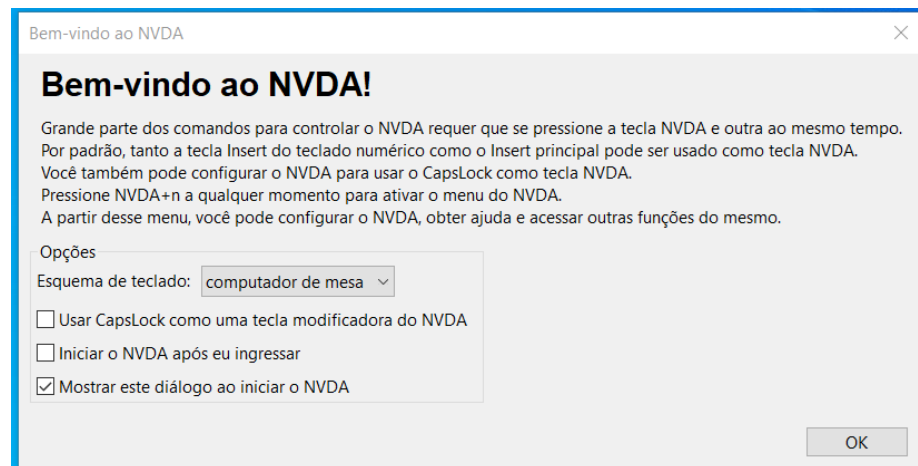 Bem-vindo ao NVDA
Bem-vindo ao NVDA!
Grande parte dos comandos para controlar o NVDA requer que se pressione a tecla NVDA e outra ao mesmo tempo.
Por padrão, tanto a tecla Insert do teclado numérico como o Insert principal pode ser usado como tecla NVDA.
Você também pode configurar o NVDA para usar o CapsLock como tecla NVDA.
Pressione NVDA+n a qualquer momento para ativar o menu do NVDA.
A partir desse menu, você pode configurar o NVDA, obter ajuda e acessar outras funções do mesmo.
Opções
Esquema de teclado: computador de mesa
Usar CapsLock como uma tecla modificadora do NVDA
Iniciar o NVDA após eu ingressar
Mostrar este diálogo ao iniciar o NVDA
OK